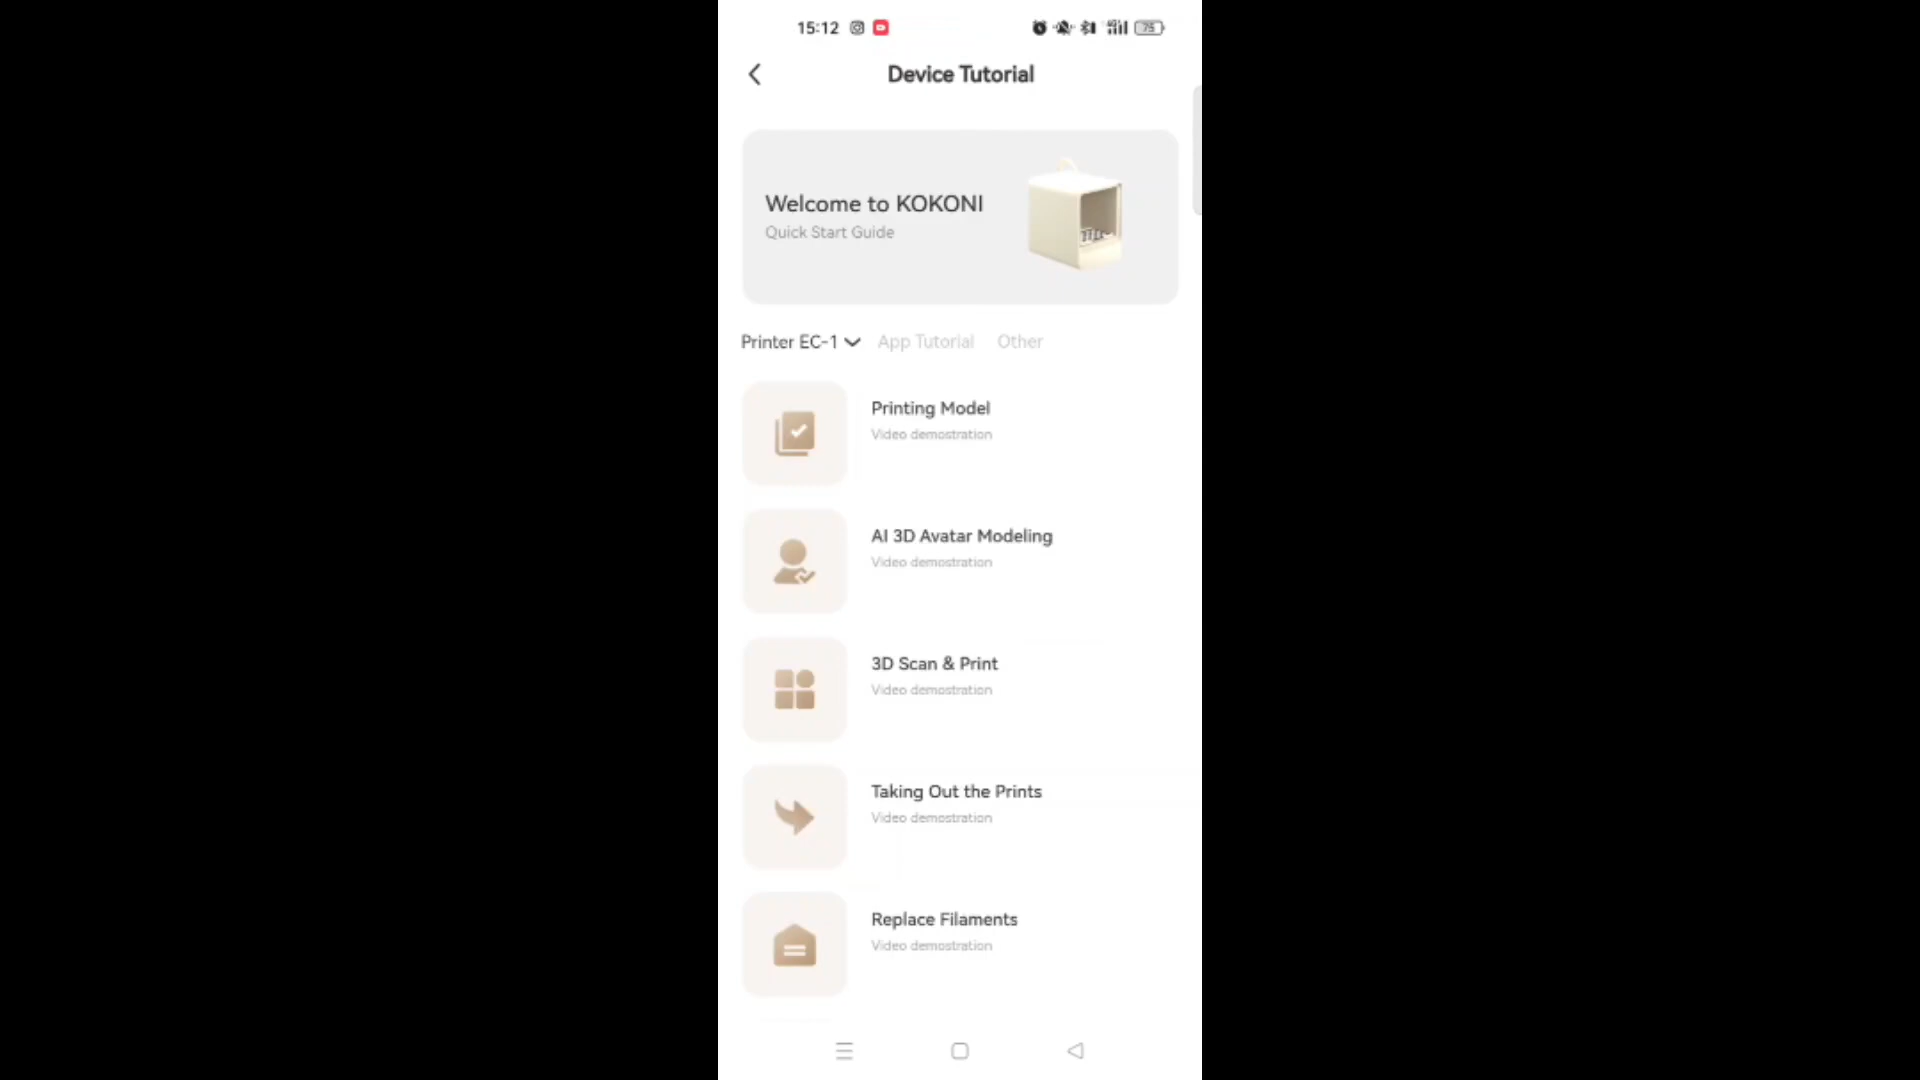 15:12
75
Device Tutorial
Welcome to KOKONI
Quick Start Guide
Printer EC-1 App Tutorial Other
Printing Model
Video demostration
AI 3D Avatar Modeling
Video demostration
3D Scan & Print
Video demostration
Taking Out the Prints
Video demostration
Replace Filaments
Video demostration